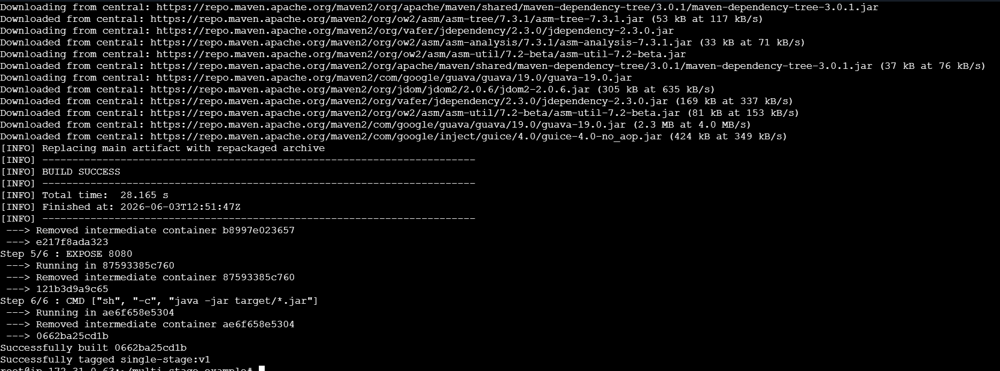 Downloading from central: https://repo.maven.apache.org/maven2/org/apache/maven/shared/maven-dependency-tree/3.0.1/maven-dependency-tree-3.0.1.jar
Downloaded from central: https://repo.maven.apache.org/maven2/org/ow2/asm/asm-tree/7.3.1/asm-tree-7.3.1.jar (53 kB at 117 kB/s)
Downloading from central: https://repo.maven.apache.org/maven2/org/vafer/jdependency/2.3.0/jdependency-2.3.0.jar
Downloaded from central: https://repo.maven.apache.org/maven2/org/ow2/asm/asm-analysis/7.3.1/asm-analysis-7.3.1.jar (33 kB at 71 kB/s)
Downloading from central: https://repo.maven.apache.org/maven2/org/ow2/asm/asm-util/7.2-beta/asm-util-7.2-beta.jar
Downloaded from central: https://repo.maven.apache.org/maven2/org/apache/maven/shared/maven-dependency-tree/3.0.1/maven-dependency-tree-3.0.1.jar (37 kB at 76 kB/s)
Downloading from central: https://repo.maven.apache.org/maven2/com/google/guava/guava/19.0/guava-19.0.jar
Downloaded from central: https://repo.maven.apache.org/maven2/org/jdom/jdom2/2.0.6/jdom2-2.0.6.jar (305 kB at 635 kB/s)
Downloaded from central: https://repo.maven.apache.org/maven2/org/vafer/jdependency/2.3.0/jdependency-2.3.0.jar (169 kB at 337 kB/s)
Downloaded from central: https://repo.maven.apache.org/maven2/org/ow2/asm/asm-util/7.2-beta/asm-util-7.2-beta.jar (81 kB at 153 kB/s)
Downloaded from central: https://repo.maven.apache.org/maven2/com/google/guava/guava/19.0/guava-19.0.jar (2.3 MB at 4.0 MB/s)
Downloaded from central: https://repo.maven.apache.org/maven2/com/google/inject/guice/4.0/guice-4.0-no_aop.jar (424 kB at 349 kB/s)
[INFO] Replacing main artifact with repackaged archive
[INFO] ------------------------------------------------------------------------
[INFO] BUILD SUCCESS
[INFO] ------------------------------------------------------------------------
[INFO] Total time:  28.165 s
[INFO] Finished at: 2026-06-03T12:51:47Z
[INFO] ------------------------------------------------------------------------
 ---> Removed intermediate container b8997e023657
 ---> e217f8ada323
Step 5/6 : EXPOSE 8080
 ---> Running in 87593385c760
 ---> Removed intermediate container 87593385c760
 ---> 121b3d9a9c65
Step 6/6 : CMD ["sh", "-c", "java -jar target/*.jar"]
 ---> Running in ae6f658e5304
 ---> Removed intermediate container ae6f658e5304
 ---> 0662ba25cd1b
Successfully built 0662ba25cd1b
Successfully tagged single-stage:v1
root@ip-172-31-0-63:~/multi-stage-example#